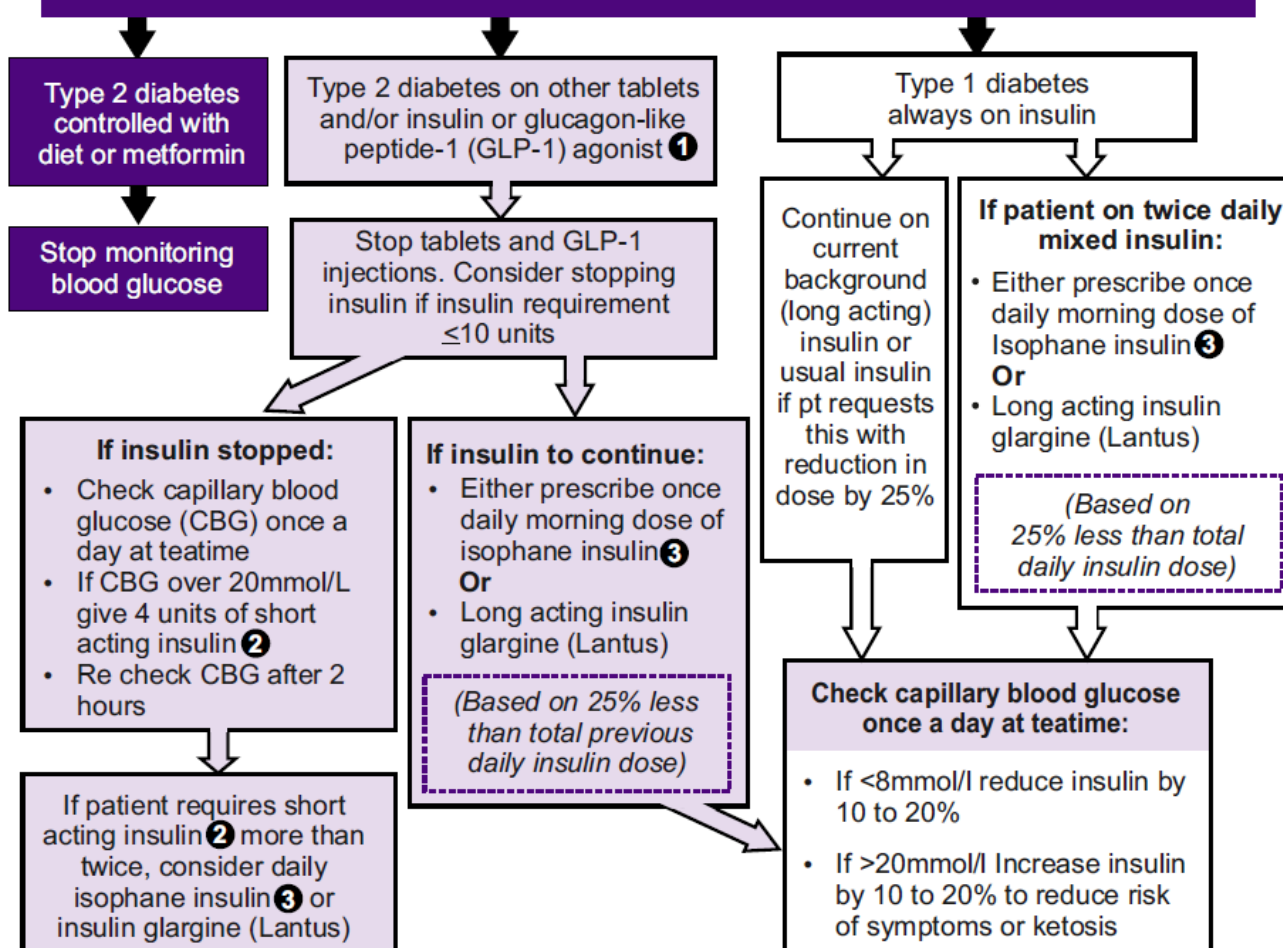 Type 2 diabetes
controlled with
diet or metformin
Stop monitoring
blood glucose
Type 2 diabetes on other tablets
and/or insulin or glucagon-like
peptide-1 (GLP-1) agonist ❶
Stop tablets and GLP-1
injections. Consider stopping
insulin if insulin requirement
≤10 units
If insulin stopped:
• Check capillary blood
glucose (CBG) once a
day at teatime
• If CBG over 20mmol/L
give 4 units of short
acting insulin ❷
• Re check CBG after 2
hours
If patient requires short
acting insulin ❷ more than
twice, consider daily
isophane insulin ❸ or
insulin glargine (Lantus)
If insulin to continue:
• Either prescribe once
daily morning dose of
isophane insulin ❸
Or
• Long acting insulin
glargine (Lantus)
(Based on 25% less
than total previous
daily insulin dose)
Type 1 diabetes
always on insulin
Continue on
current
background
(long acting)
insulin or
usual insulin
if pt requests
this with
reduction in
dose by 25%
If patient on twice daily
mixed insulin:
• Either prescribe once
daily morning dose of
Isophane insulin ❸
Or
• Long acting insulin
glargine (Lantus)
(Based on
25% less than total
daily insulin dose)
Check capillary blood glucose
once a day at teatime:
• If <8mmol/l reduce insulin by
10 to 20%
• If >20mmol/l Increase insulin
by 10 to 20% to reduce risk
of symptoms or ketosis